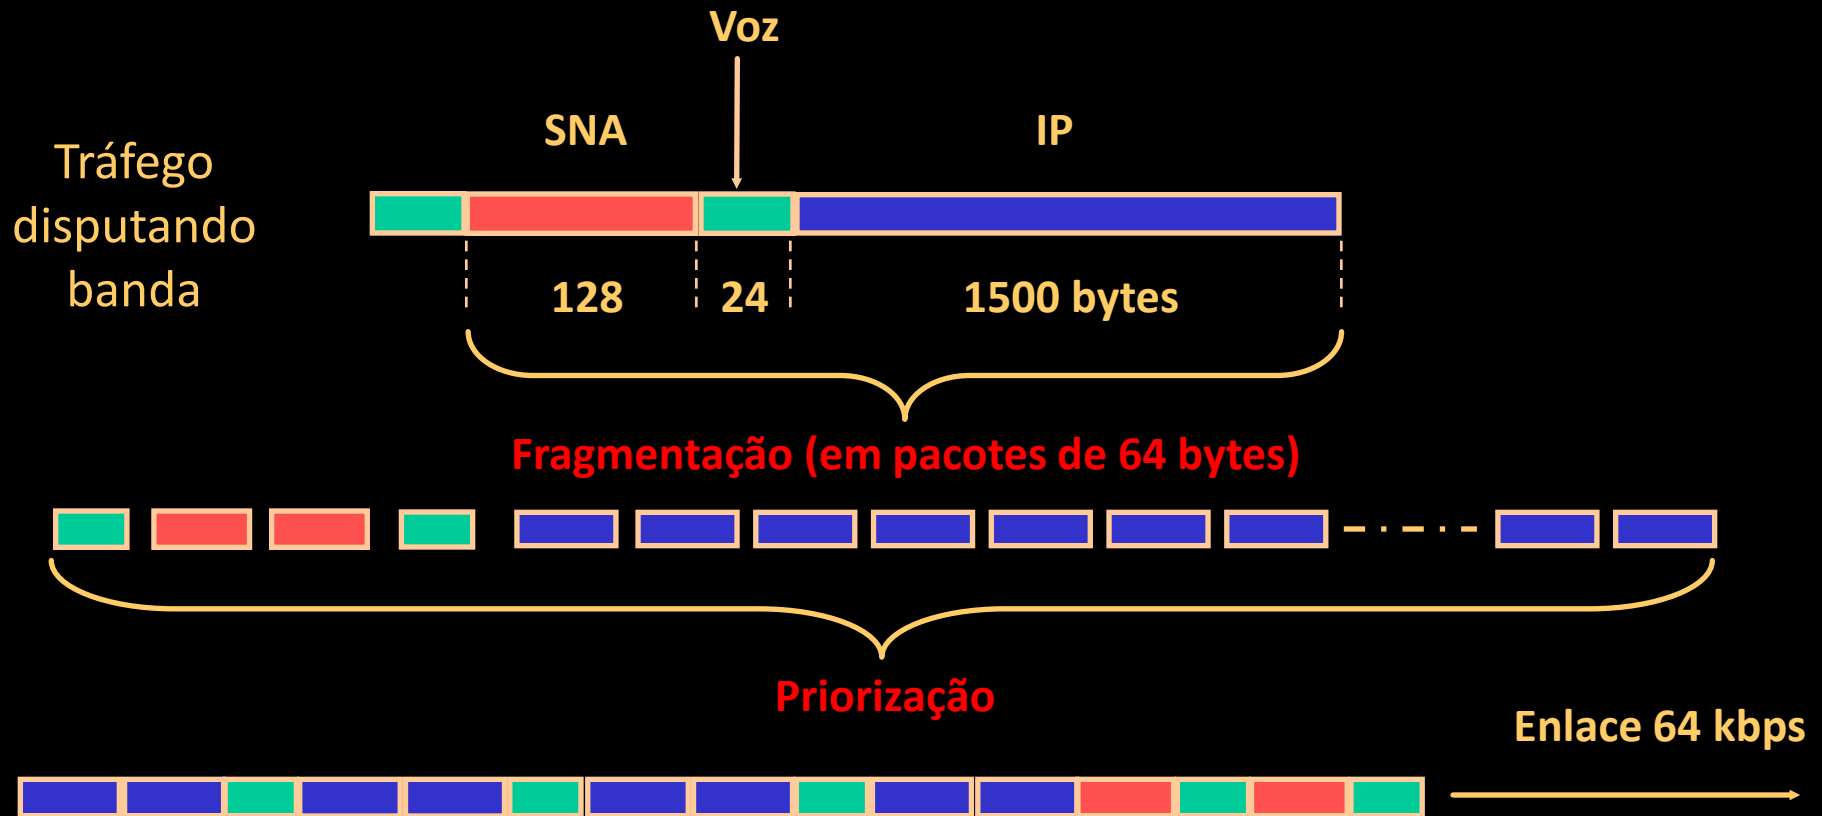 Voz
SNA
IP
Tráfego
disputando
banda
128
24
1500 bytes
Fragmentação (em pacotes de 64 bytes)
Priorização
Enlace 64 kbps